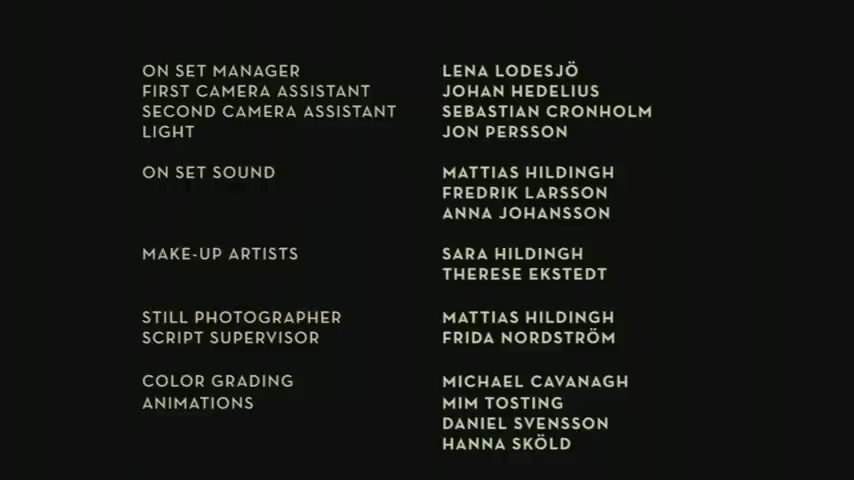 ON SET MANAGER LENA LODESJÖ
FIRST CAMERA ASSISTANT JOHAN HEDELIUS
SECOND CAMERA ASSISTANT SEBASTIAN CRONHOLM
LIGHT JON PERSSON
ON SET SOUND MATTIAS HILDINGH
FREDRIK LARSSON
ANNA JOHANSSON
MAKE-UP ARTISTS SARA HILDINGH
THERESE EKSTEDT
STILL PHOTOGRAPHER MATTIAS HILDINGH
SCRIPT SUPERVISOR FRIDA NORDSTRÖM
COLOR GRADING MICHAEL CAVANAGH
ANIMATIONS MIM TOSTING
DANIEL SVENSSON
HANNA SKÖLD